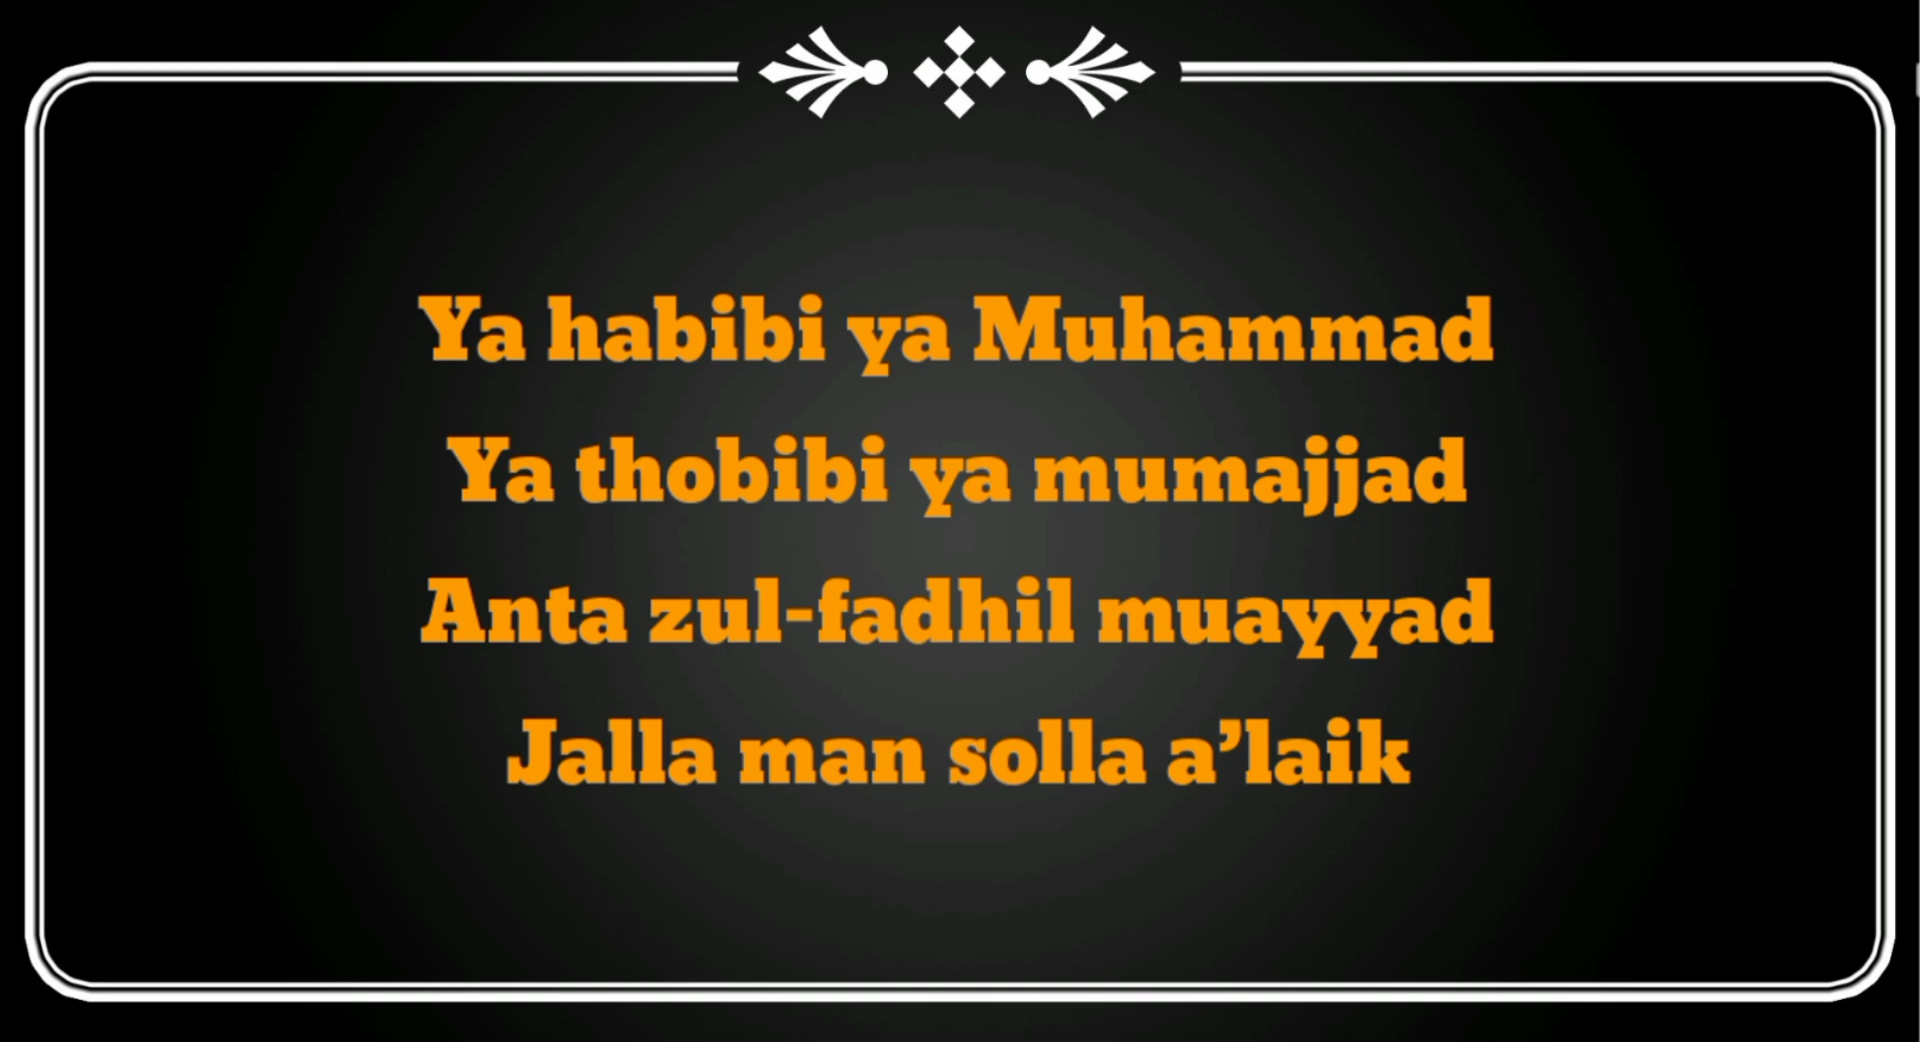 Ya habibi ya Muhammad
Ya thobibi ya mumajjad
Anta zul-fadhil muayyad
Jalla man solla a’laik